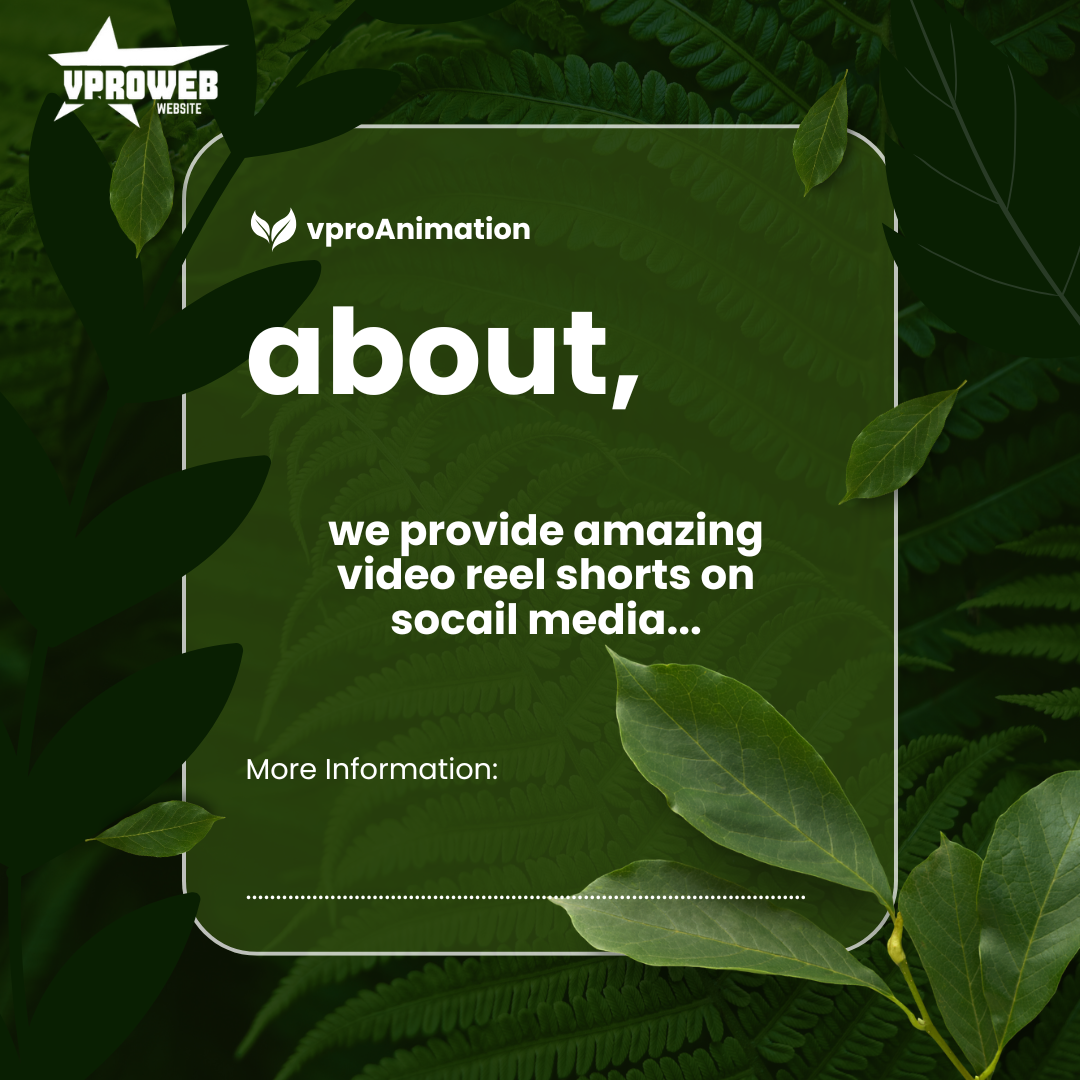 VPROWEB
WEBSITE
vproAnimation
about,
we provide amazing
video reel shorts on
socail media...
More Information: